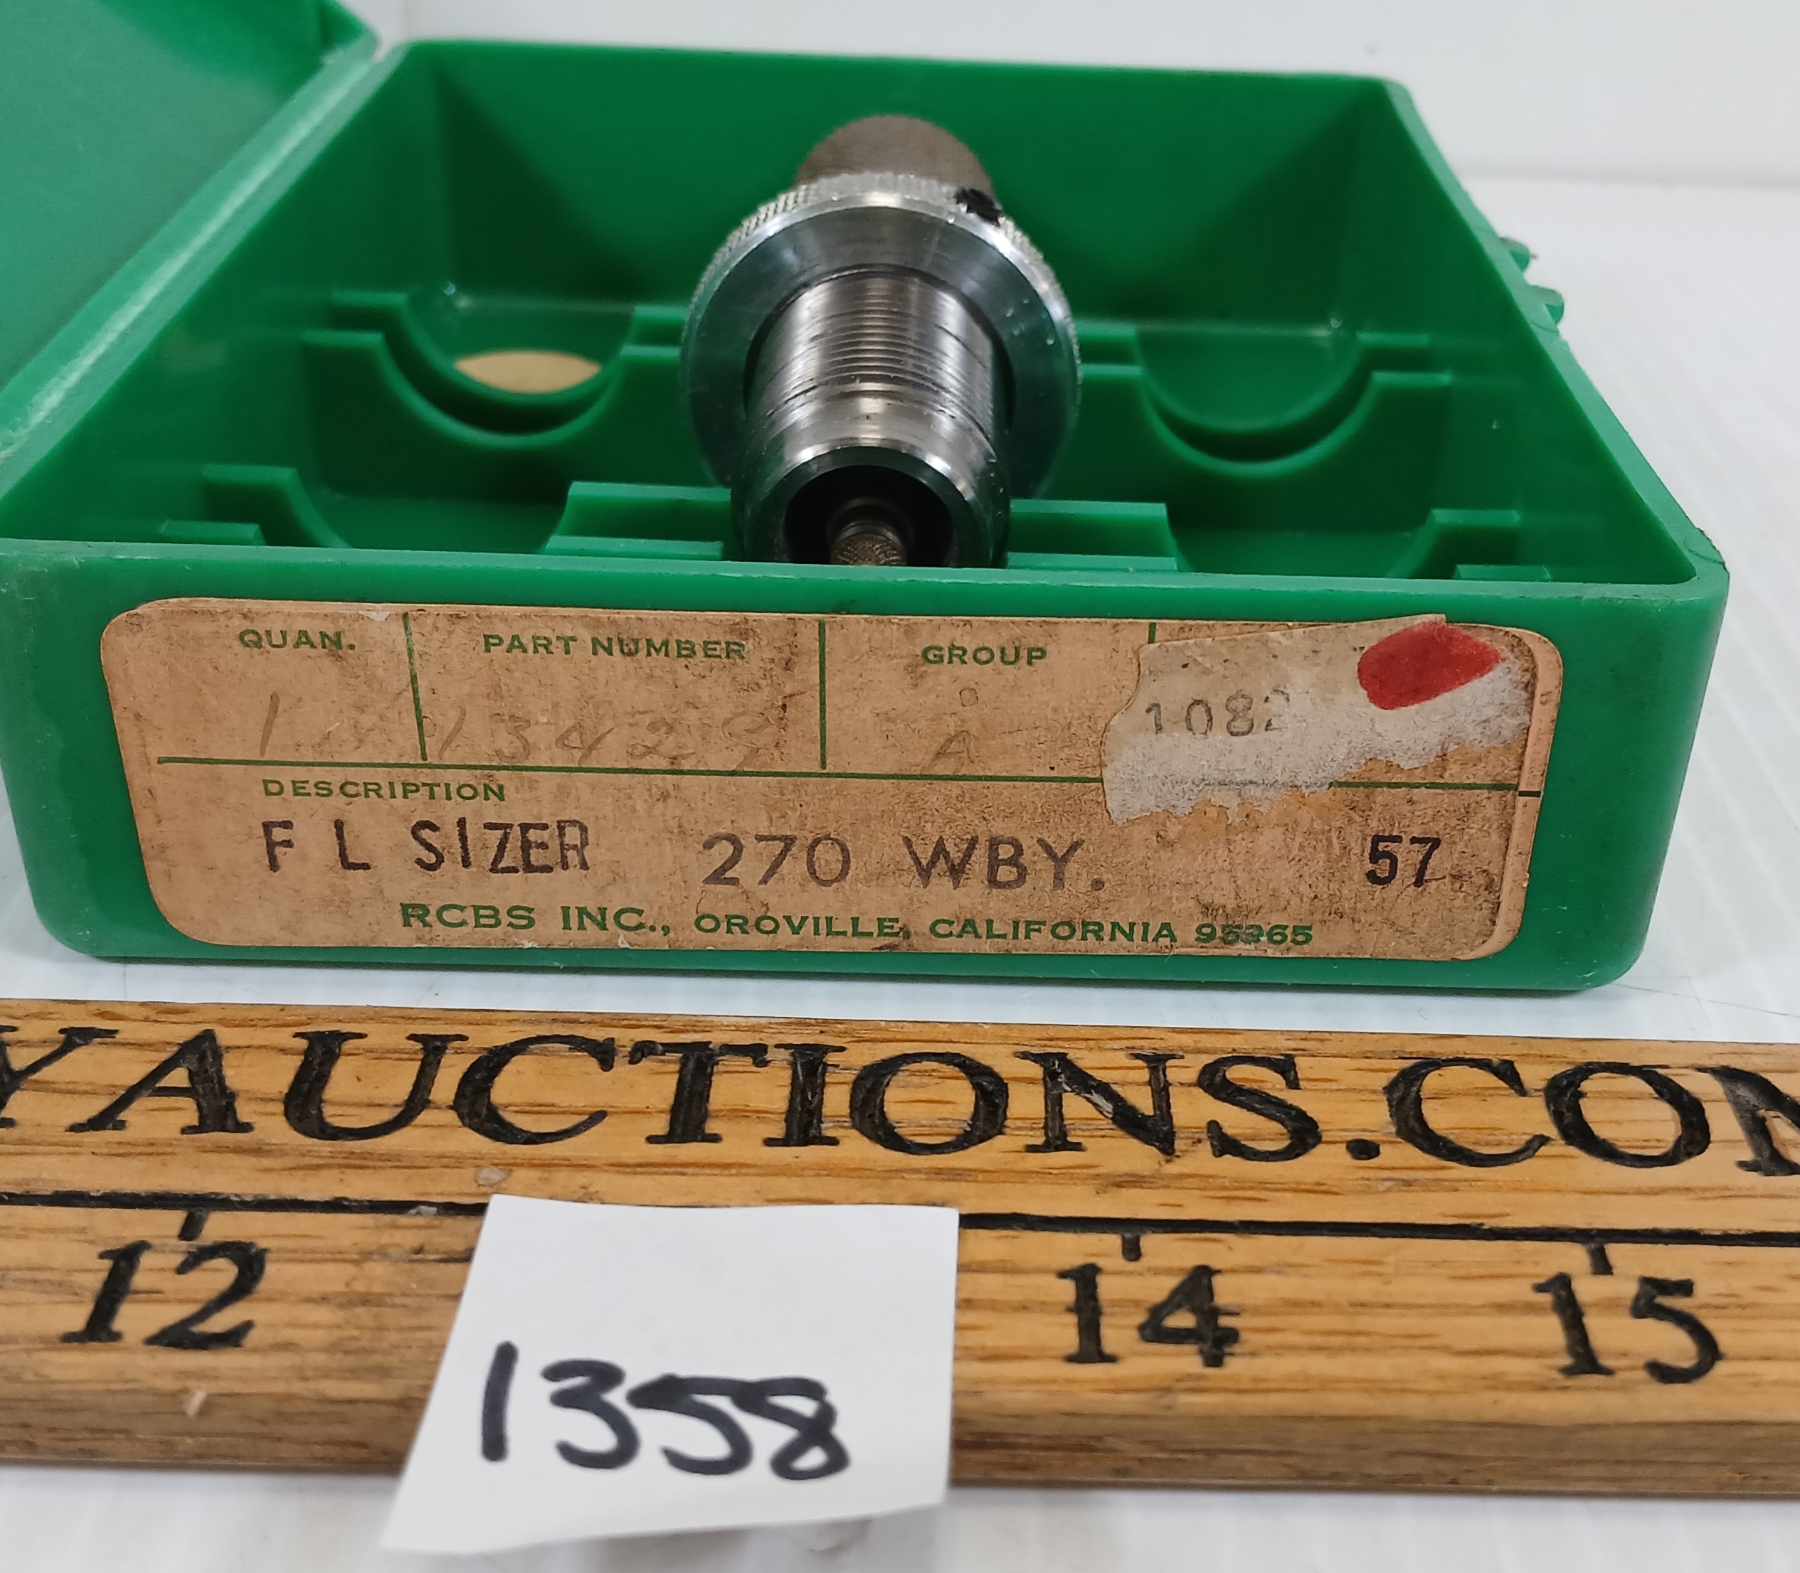 QUAN. PART NUMBER GROUP
1 13429 A 1082
DESCRIPTION
F L SIZER 270 WBY. 57
RCBS INC., OROVILLE, CALIFORNIA 95965
YAUCTIONS.COM
12 14 15
1358